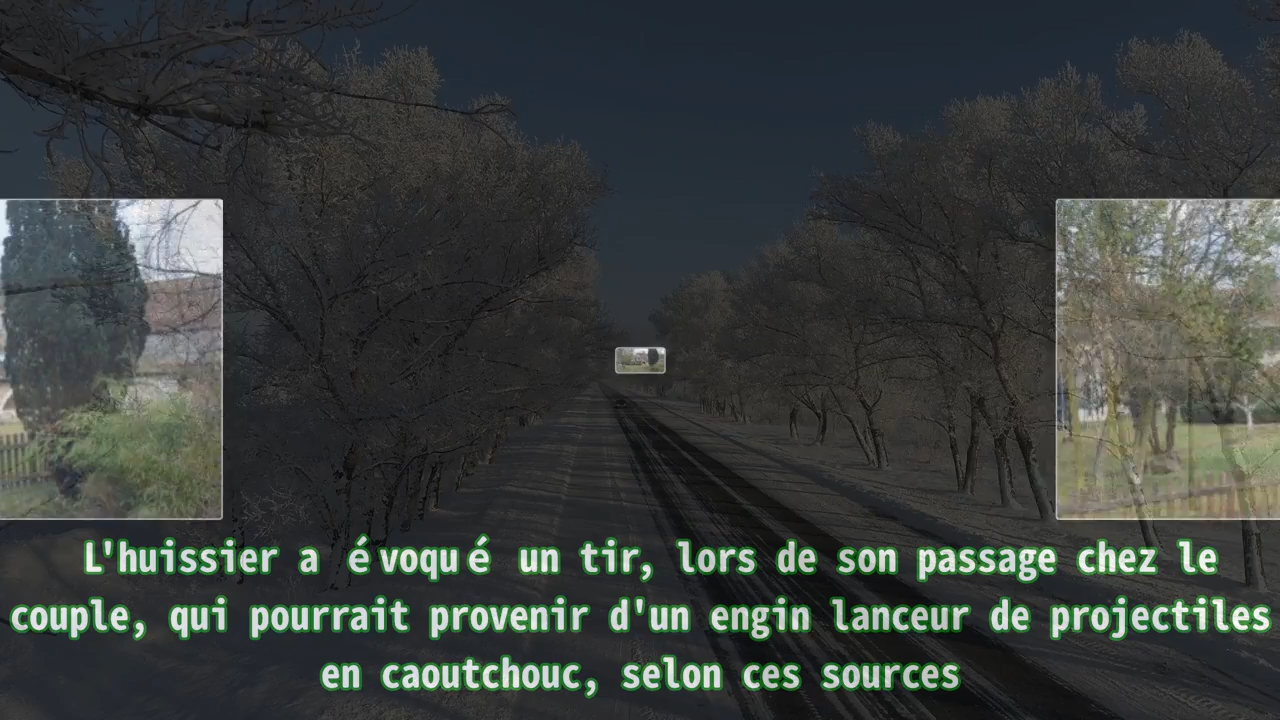 L'huissier a évoqué un tir, lors de son passage chez le
couple, qui pourrait provenir d'un engin lanceur de projectiles
en caoutchouc, selon ces sources